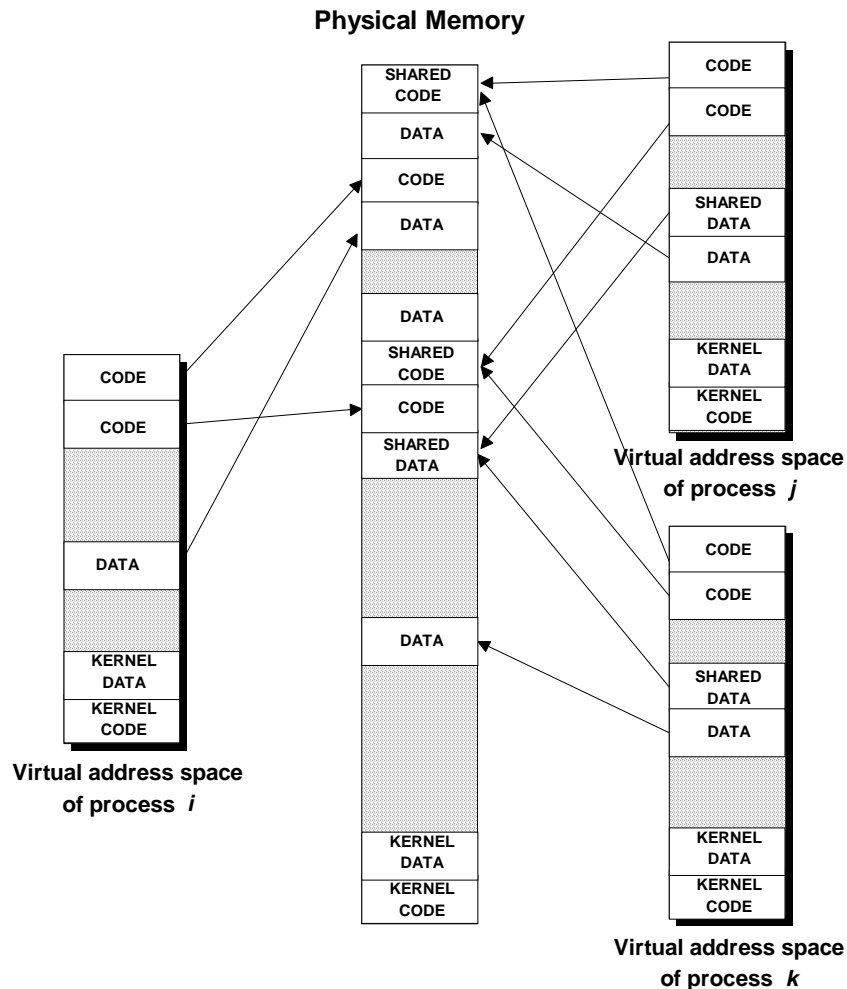 Physical Memory
SHARED
CODE
DATA
CODE
DATA
DATA
SHARED
CODE
CODE
SHARED
DATA
DATA
KERNEL
DATA
KERNEL
CODE
CODE
CODE
DATA
KERNEL
DATA
KERNEL
CODE
Virtual address space
of process i
CODE
CODE
SHARED
DATA
DATA
KERNEL
DATA
KERNEL
CODE
Virtual address space
of process j
CODE
CODE
SHARED
DATA
DATA
KERNEL
DATA
KERNEL
CODE
Virtual address space
of process k